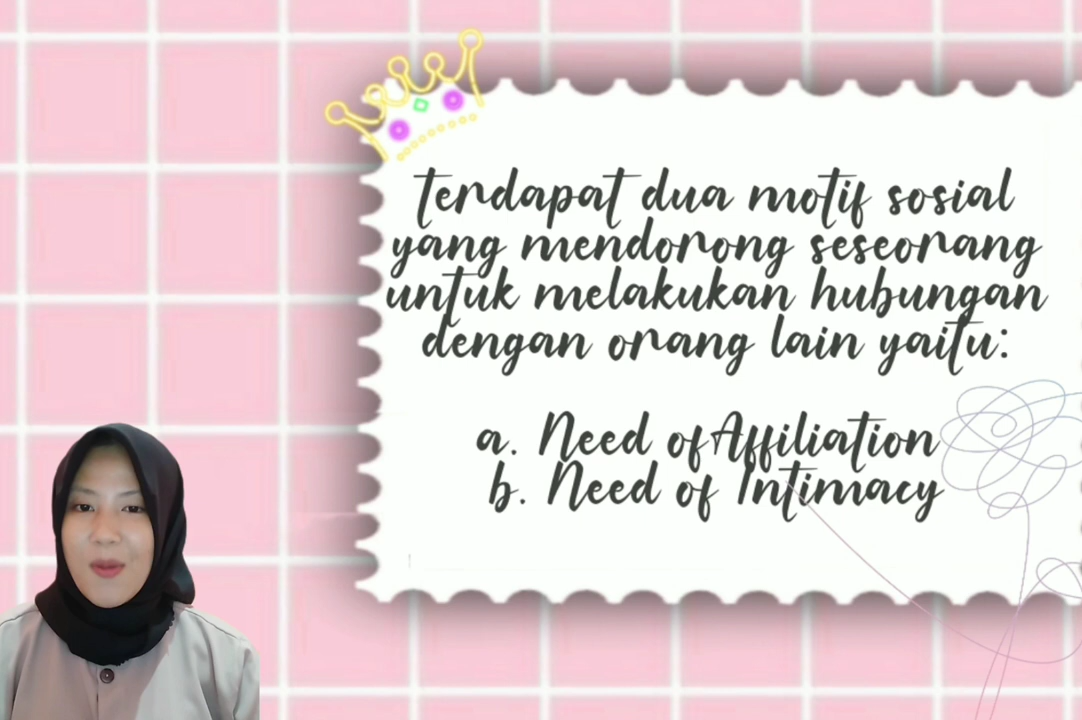 terdapat dua motif sosial
yang mendorong seseorang
untuk melakukan hubungan
dengan orang lain yaitu:
a. Need of Affiliation
b. Need of Intimacy